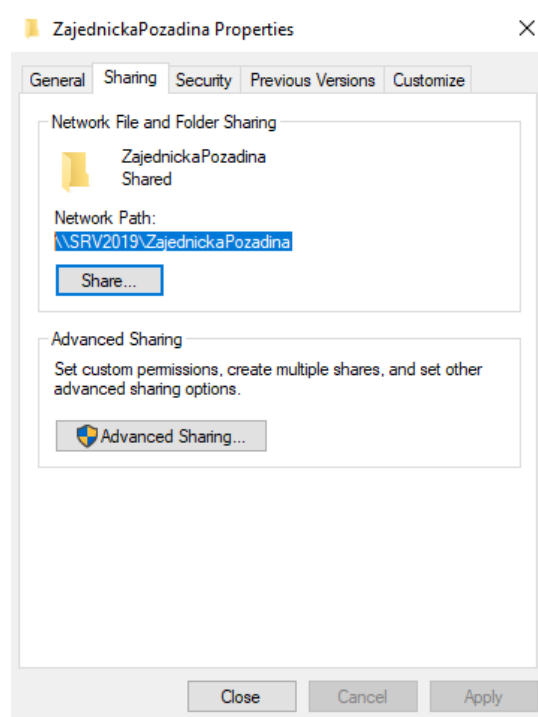 ZajednickaPozadina Properties
General Sharing Security Previous Versions Customize
Network File and Folder Sharing
ZajednickaPozadina
Shared
Network Path:
\\SRV2019\ZajednickaPozadina
Share...
Advanced Sharing
Set custom permissions, create multiple shares, and set other
advanced sharing options.
Advanced Sharing...
Close Cancel Apply